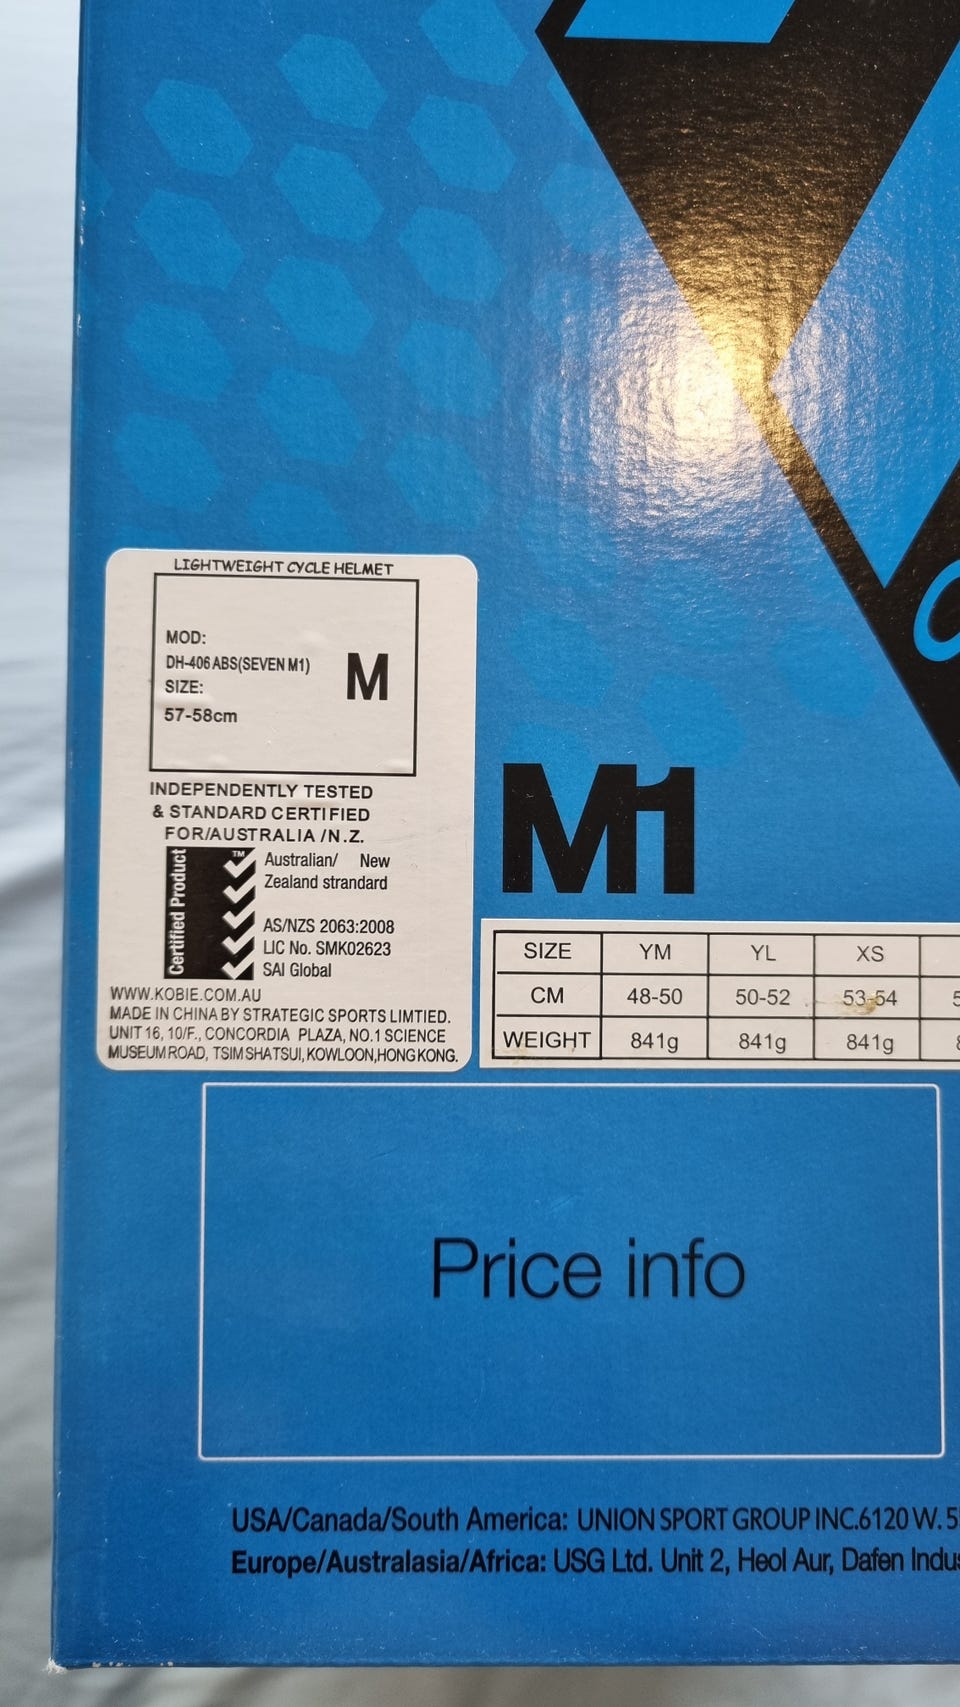 LIGHTWEIGHT CYCLE HELMET
MOD:
DH-406 ABS(SEVEN M1)
SIZE:
57-58cm
M
INDEPENDENTLY TESTED
& STANDARD CERTIFIED
FOR/AUSTRALIA /N.Z.
Certified Product
TM
Australian/ New
Zealand strandard
AS/NZS 2063:2008
LIC No. SMK02623
SAI Global
WWW.KOBIE.COM.AU
MADE IN CHINA BY STRATEGIC SPORTS LIMTIED.
UNIT 16, 10/F., CONCORDIA PLAZA, NO.1 SCIENCE
MUSEUM ROAD, TSIM SHA TSUI, KOWLOON, HONG KONG.
M1
SIZE YM YL XS
CM 48-50 50-52 53-54
WEIGHT 841g 841g 841g
Price info
USA/Canada/South America: UNION SPORT GROUP INC.6120 W.
Europe/Australasia/Africa: USG Ltd. Unit 2, Heol Aur, Dafen